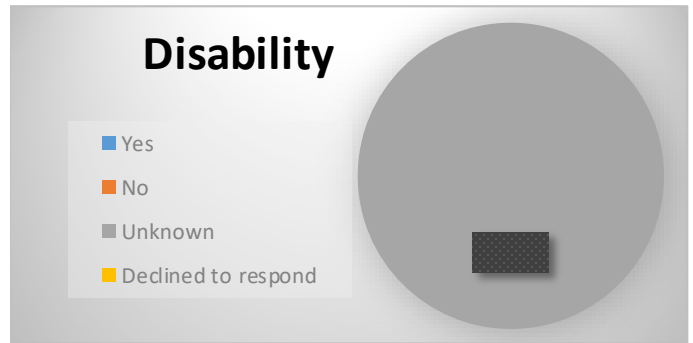 Disability
Yes
No
Unknown
Declined to respond